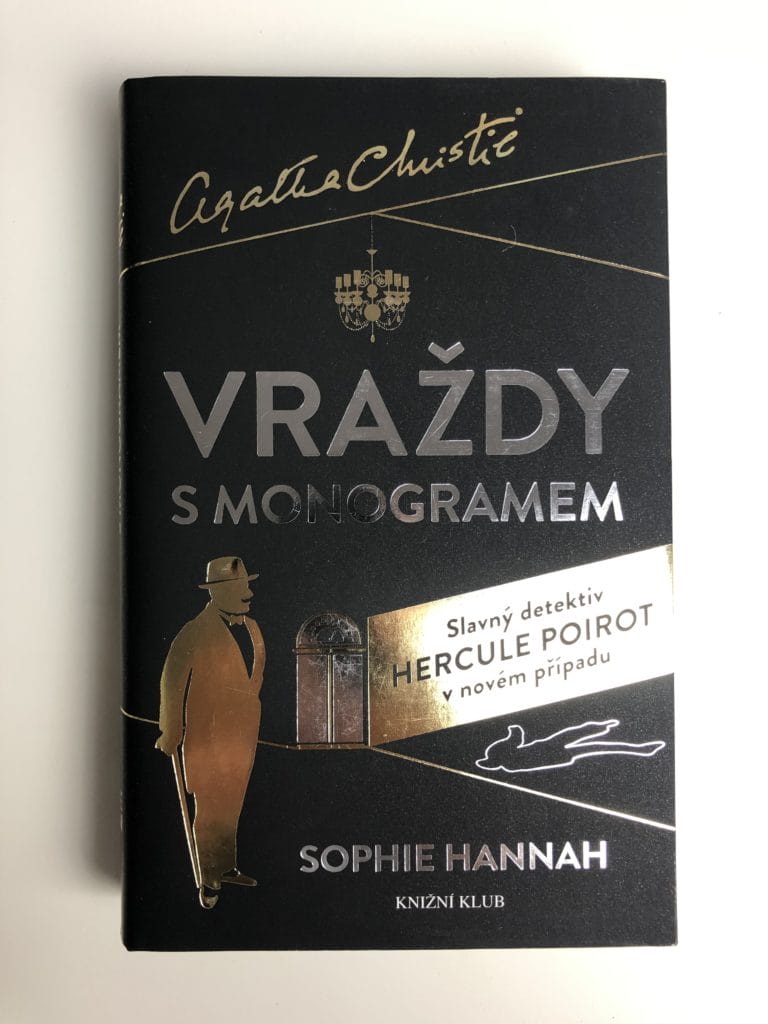 Agatha Christie
VRAŽDY
S MONOGRAMEM
Slavný detektiv
HERCULE POIROT
v novém případu
SOPHIE HANNAH
KNIŽNÍ KLUB